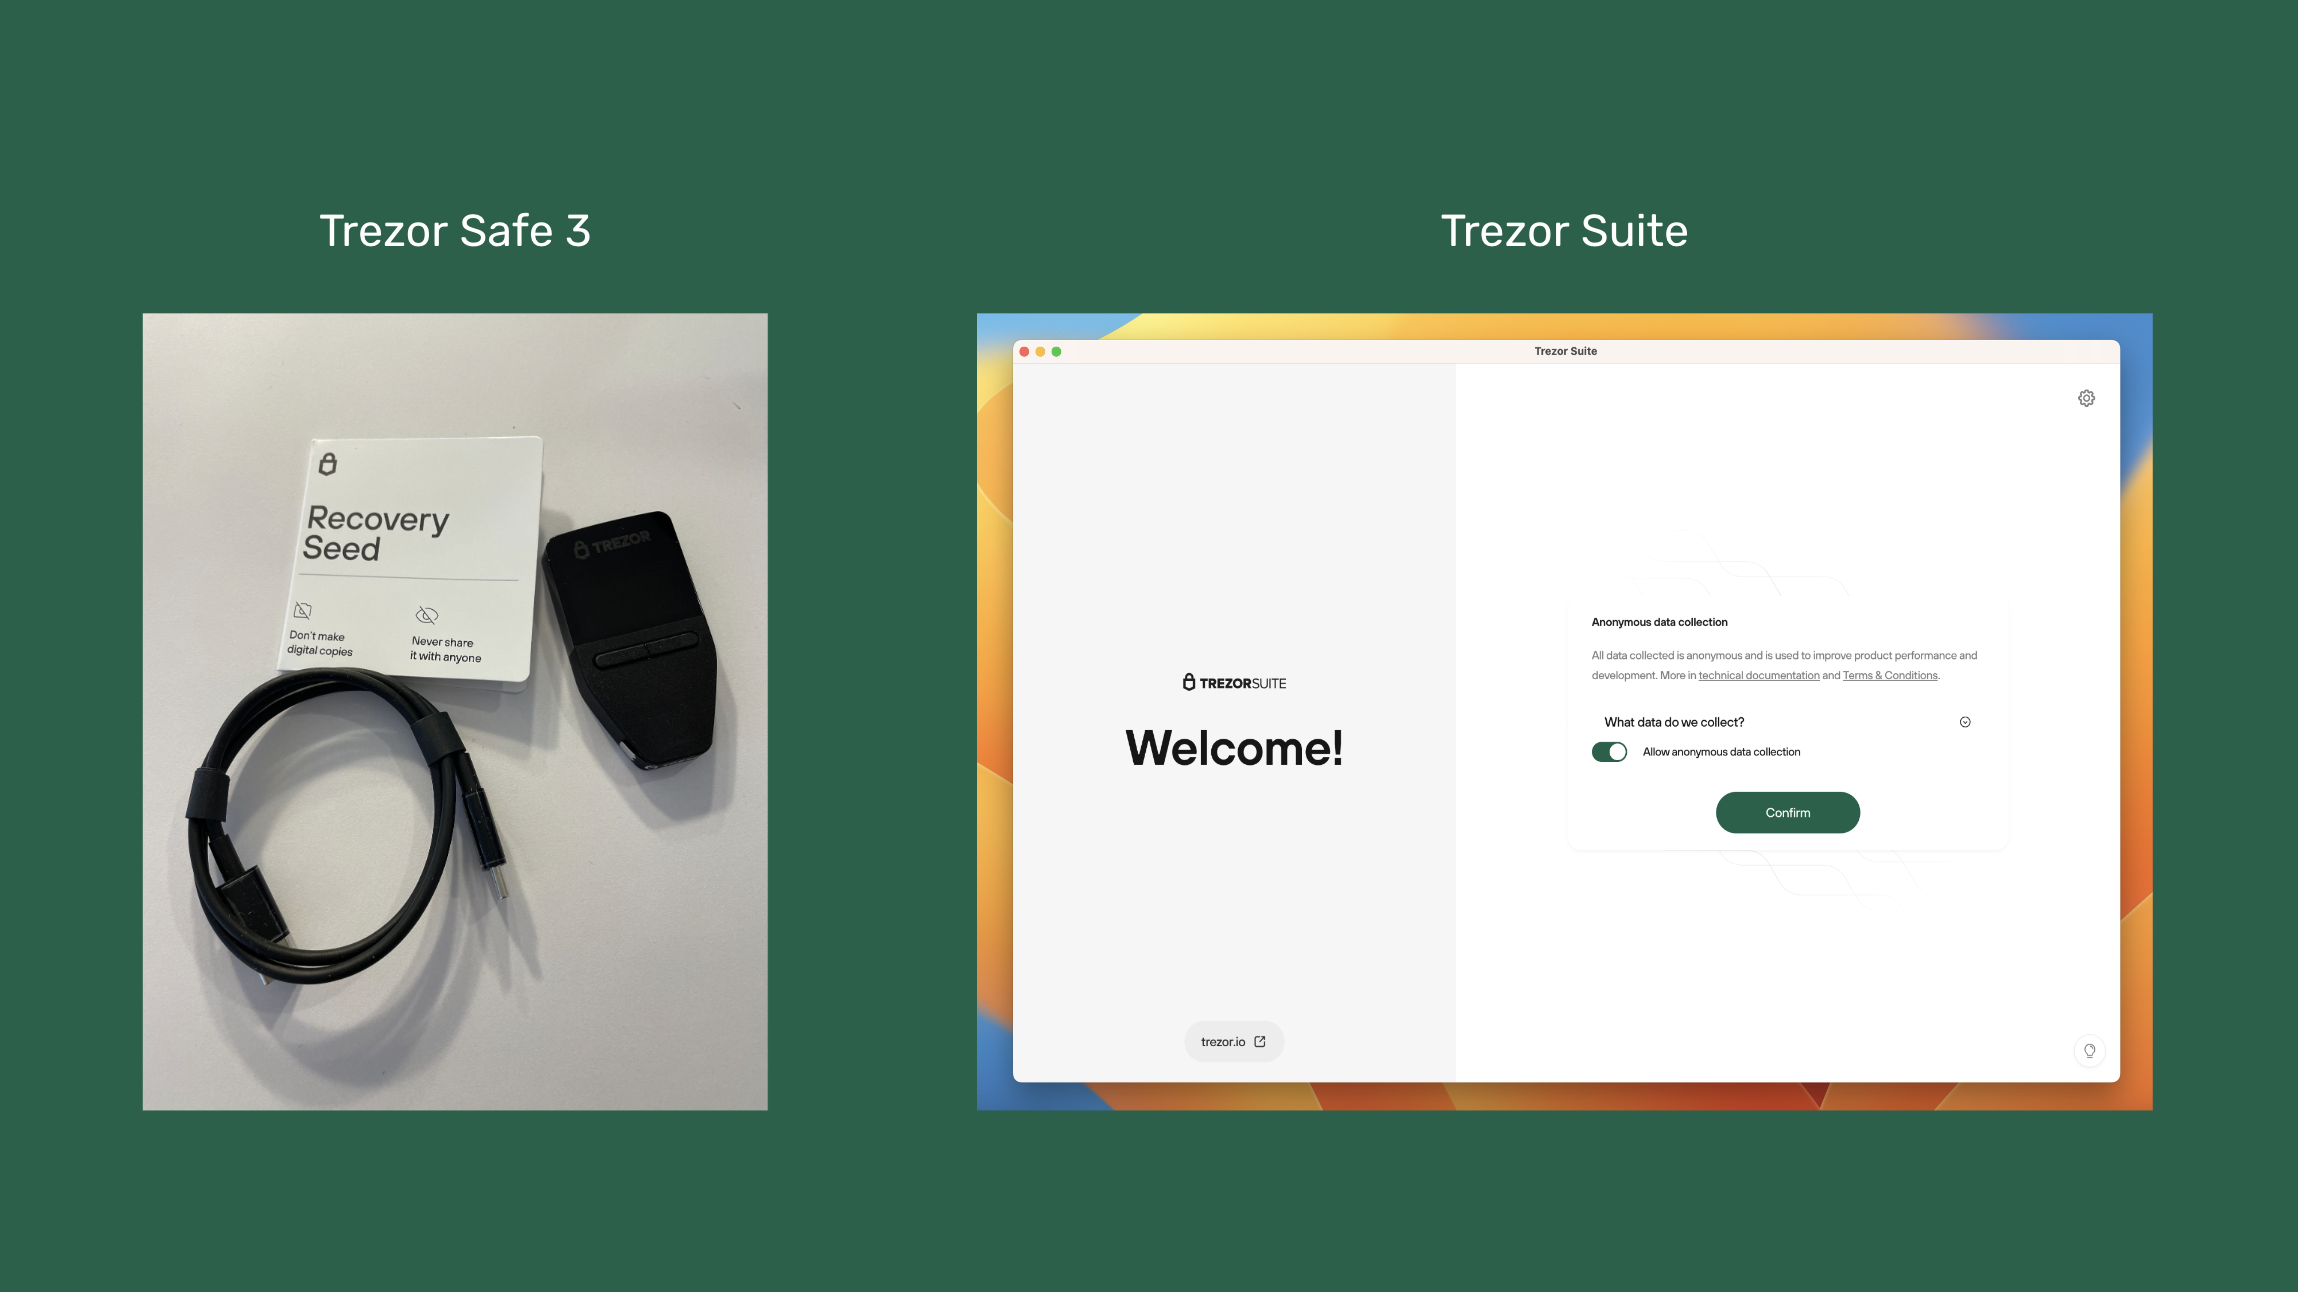 Trezor Safe 3
Recovery
Seed
Don't make
digital copies
Never share
it with anyone
TREZOR
Trezor Suite
Trezor Suite
TREZORSUITE
Welcome!
trezor.io
Anonymous data collection
All data collected is anonymous and is used to improve product performance and
development. More in technical documentation and Terms & Conditions.
What data do we collect?
Allow anonymous data collection
Confirm